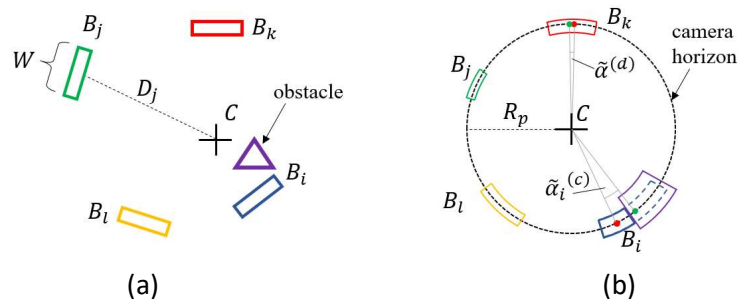 B_j
W
B_k
D_j
C
obstacle
B_i
B_l
(a)
B_k
camera
horizon
B_j
α̃^(d)
R_p
C
α̃_i^(c)
B_l
B_i
(b)